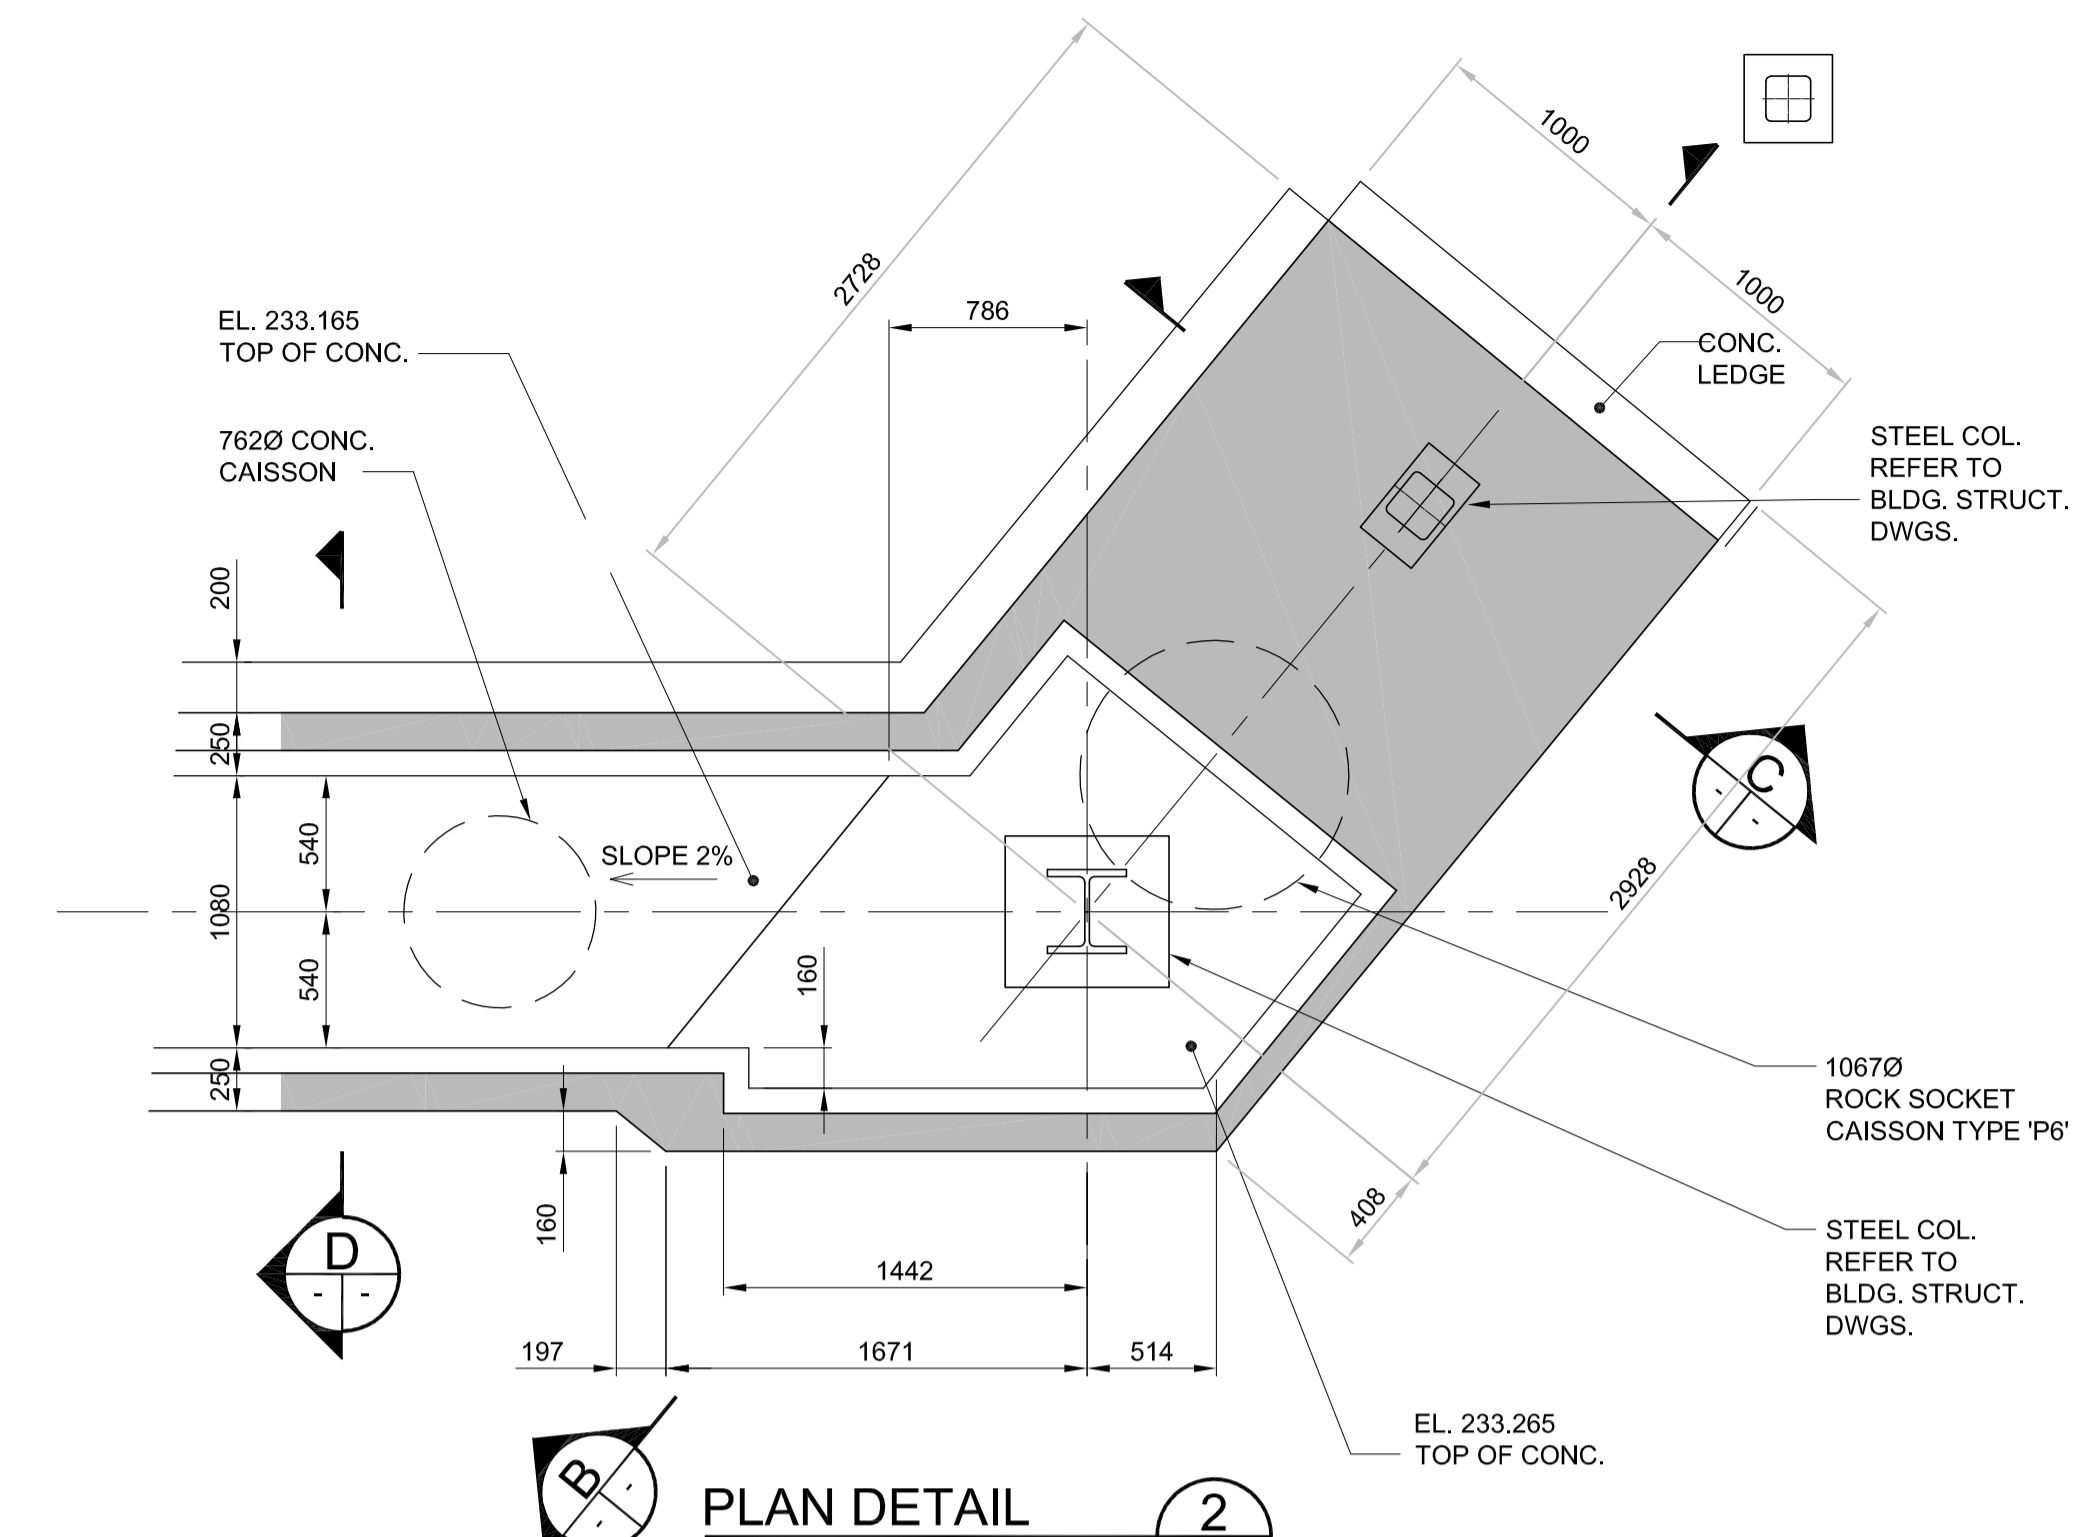 1000
1000
2728
786
EL. 233.165
TOP OF CONC.
CONC.
LEDGE
762Ø CONC.
CAISSON
STEEL COL.
REFER TO
BLDG. STRUCT.
DWGS.
200
250
540
1080
540
250
SLOPE 2%
C
- -
2928
160
160
1067Ø
ROCK SOCKET
CAISSON TYPE 'P6'
408
STEEL COL.
REFER TO
BLDG. STRUCT.
DWGS.
D
- -
1442
197
1671
514
EL. 233.265
TOP OF CONC.
B
- -
PLAN DETAIL
2